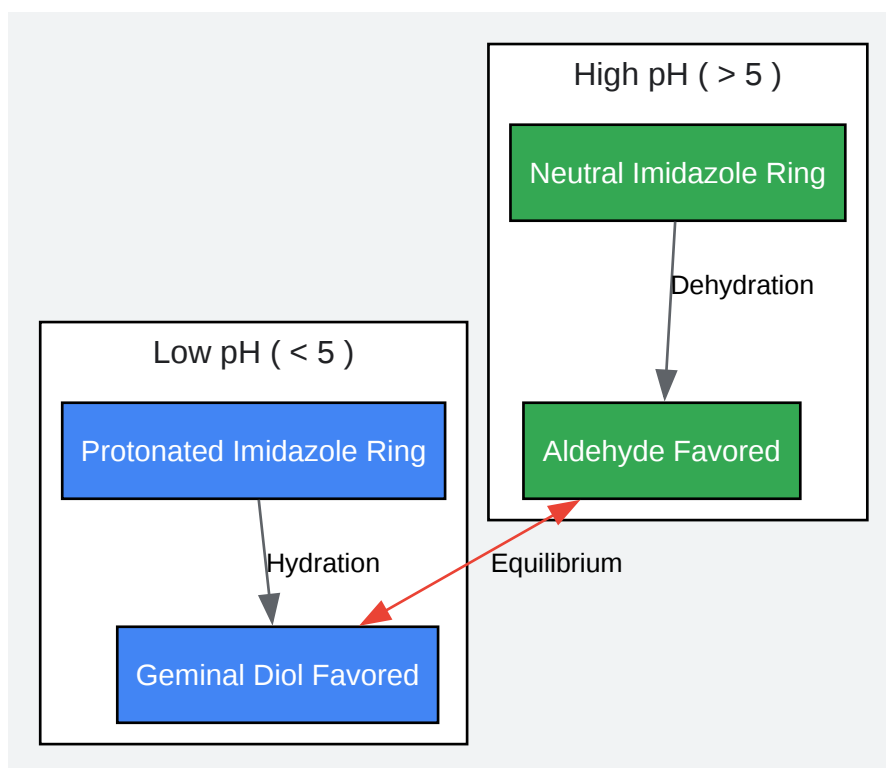 High pH ( > 5 )
Neutral Imidazole Ring
Dehydration
Aldehyde Favored
Low pH ( < 5 )
Protonated Imidazole Ring
Hydration
Geminal Diol Favored
Equilibrium